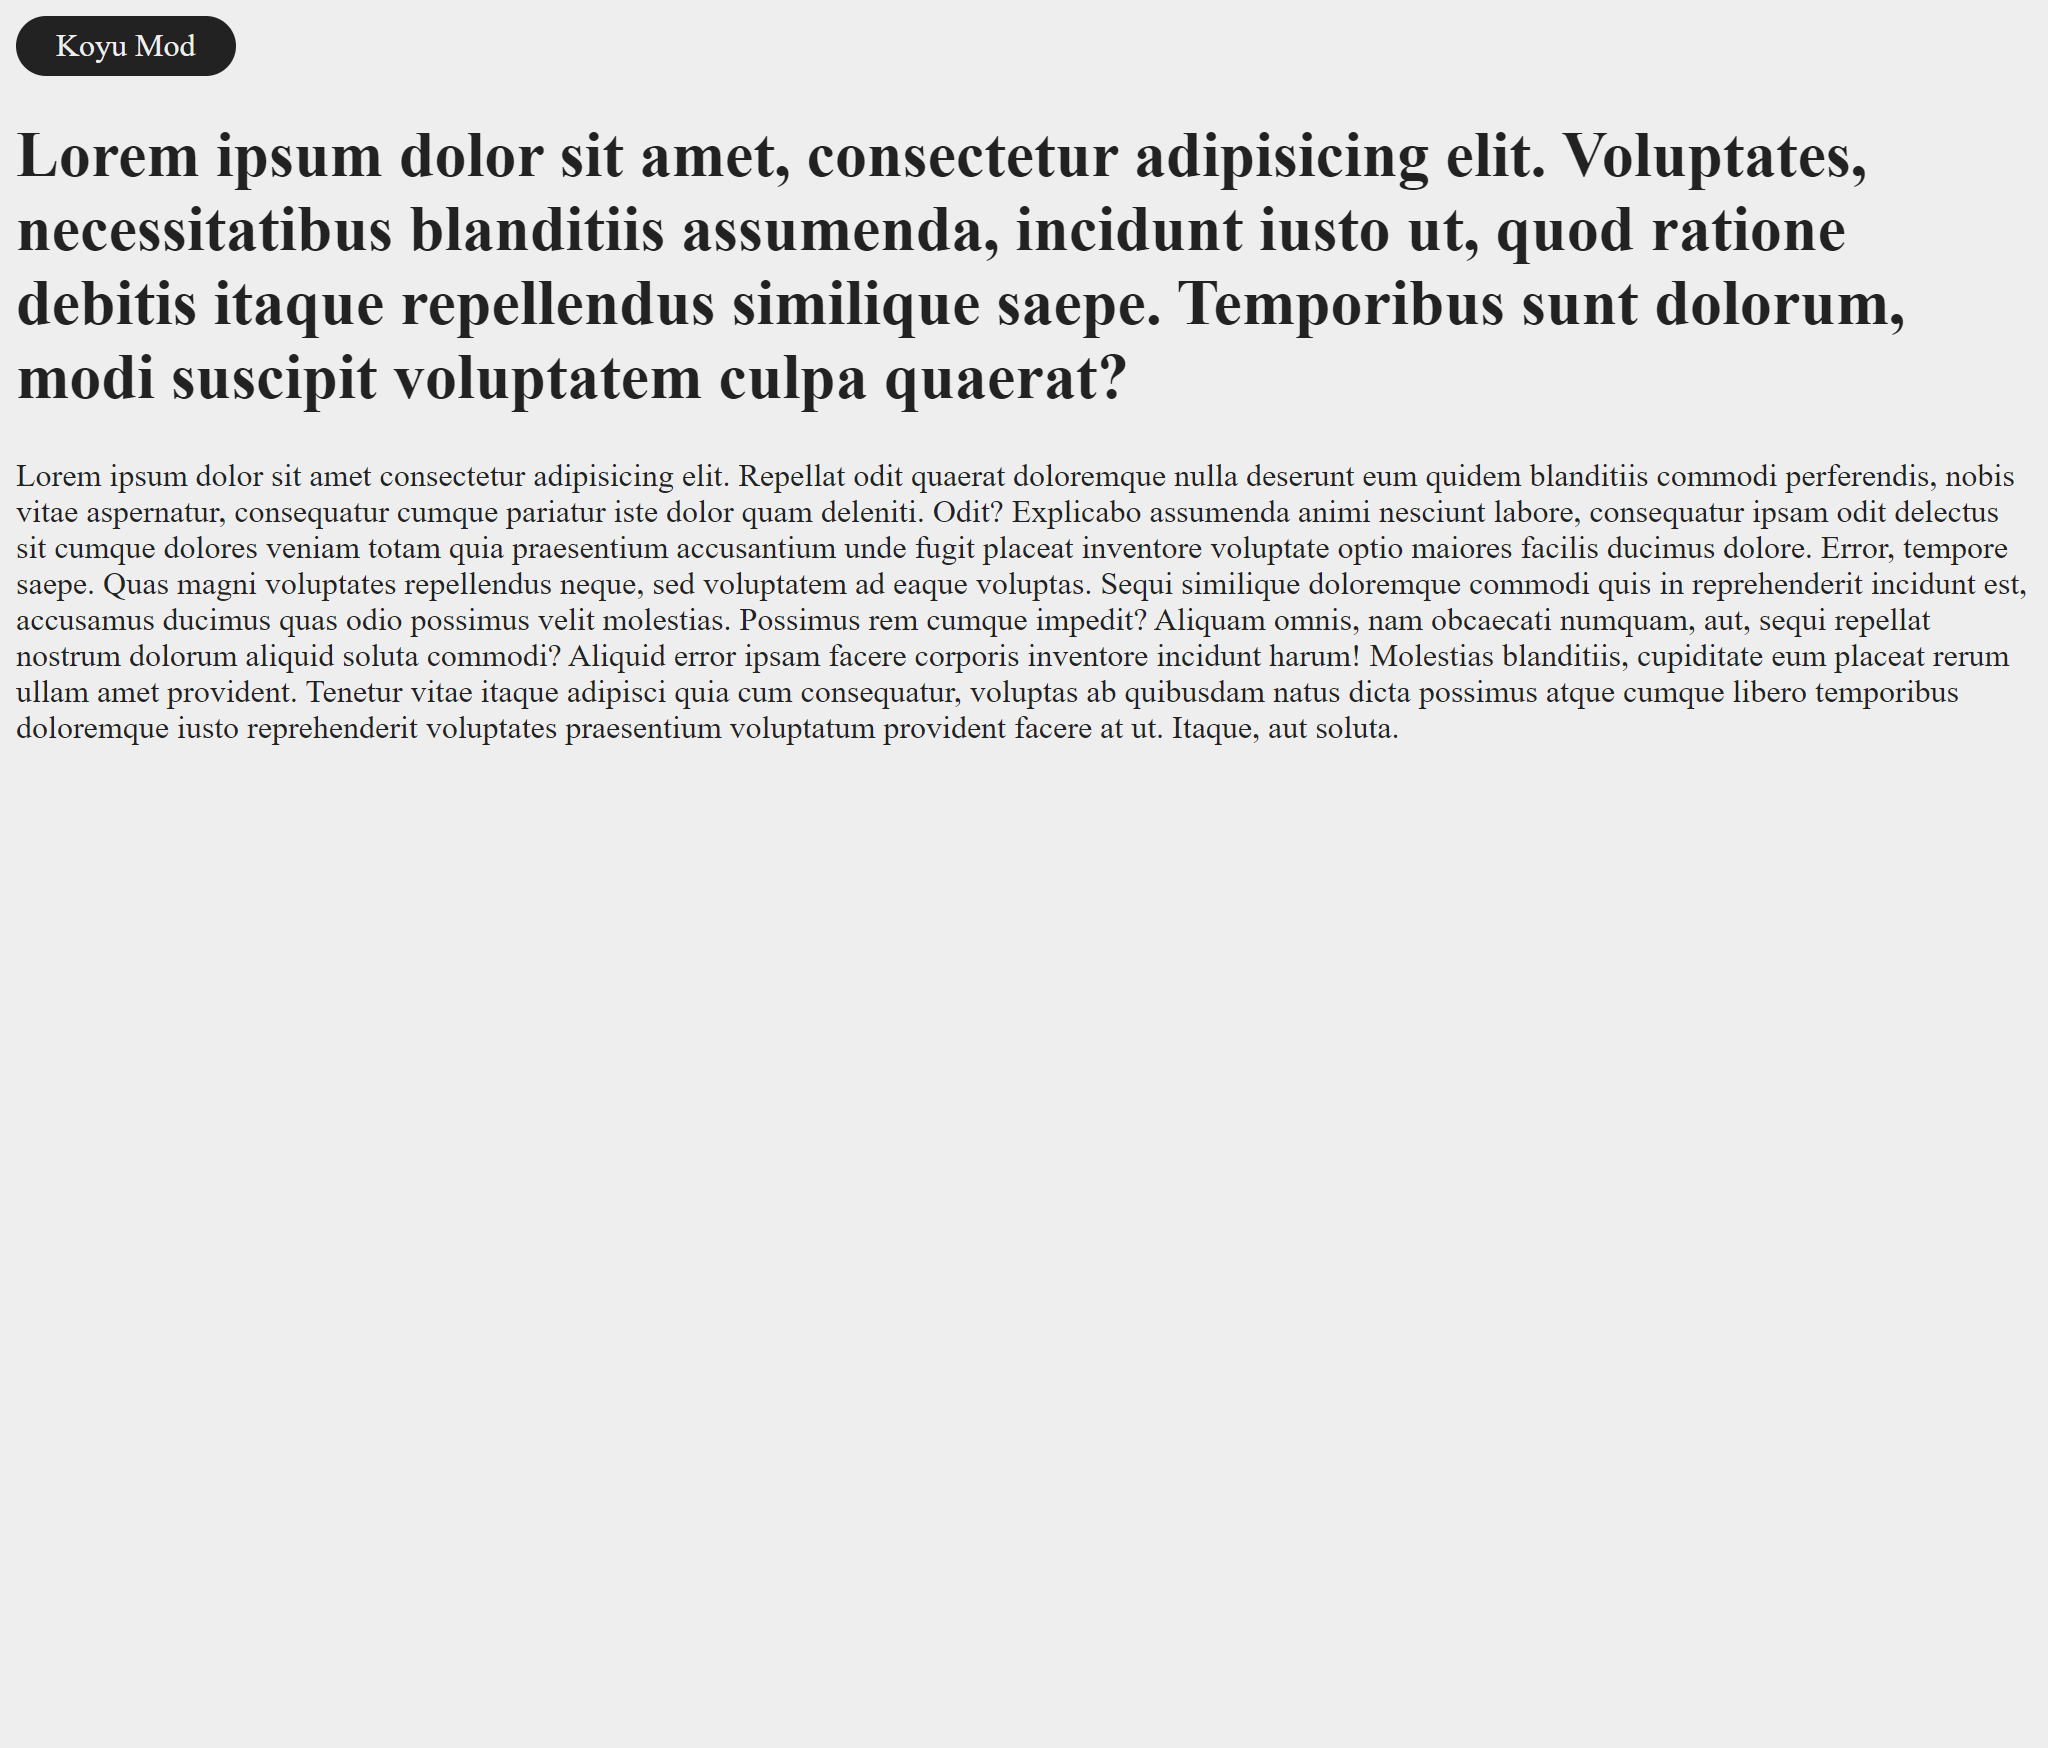 Koyu Mod
Lorem ipsum dolor sit amet, consectetur adipisicing elit. Voluptates,
necessitatibus blanditiis assumenda, incidunt iusto ut, quod ratione
debitis itaque repellendus similique saepe. Temporibus sunt dolorum,
modi suscipit voluptatem culpa quaerat?
Lorem ipsum dolor sit amet consectetur adipisicing elit. Repellat odit quaerat doloremque nulla deserunt eum quidem blanditiis commodi perferendis, nobis
vitae aspernatur, consequatur cumque pariatur iste dolor quam deleniti. Odit? Explicabo assumenda animi nesciunt labore, consequatur ipsam odit delectus
sit cumque dolores veniam totam quia praesentium accusantium unde fugit placeat inventore voluptate optio maiores facilis ducimus dolore. Error, tempore
saepe. Quas magni voluptates repellendus neque, sed voluptatem ad eaque voluptas. Sequi similique doloremque commodi quis in reprehenderit incidunt est,
accusamus ducimus quas odio possimus velit molestias. Possimus rem cumque impedit? Aliquam omnis, nam obcaecati numquam, aut, sequi repellat
nostrum dolorum aliquid soluta commodi? Aliquid error ipsam facere corporis inventore incidunt harum! Molestias blanditiis, cupiditate eum placeat rerum
ullam amet provident. Tenetur vitae itaque adipisci quia cum consequatur, voluptas ab quibusdam natus dicta possimus atque cumque libero temporibus
doloremque iusto reprehenderit voluptates praesentium voluptatum provident facere at ut. Itaque, aut soluta.